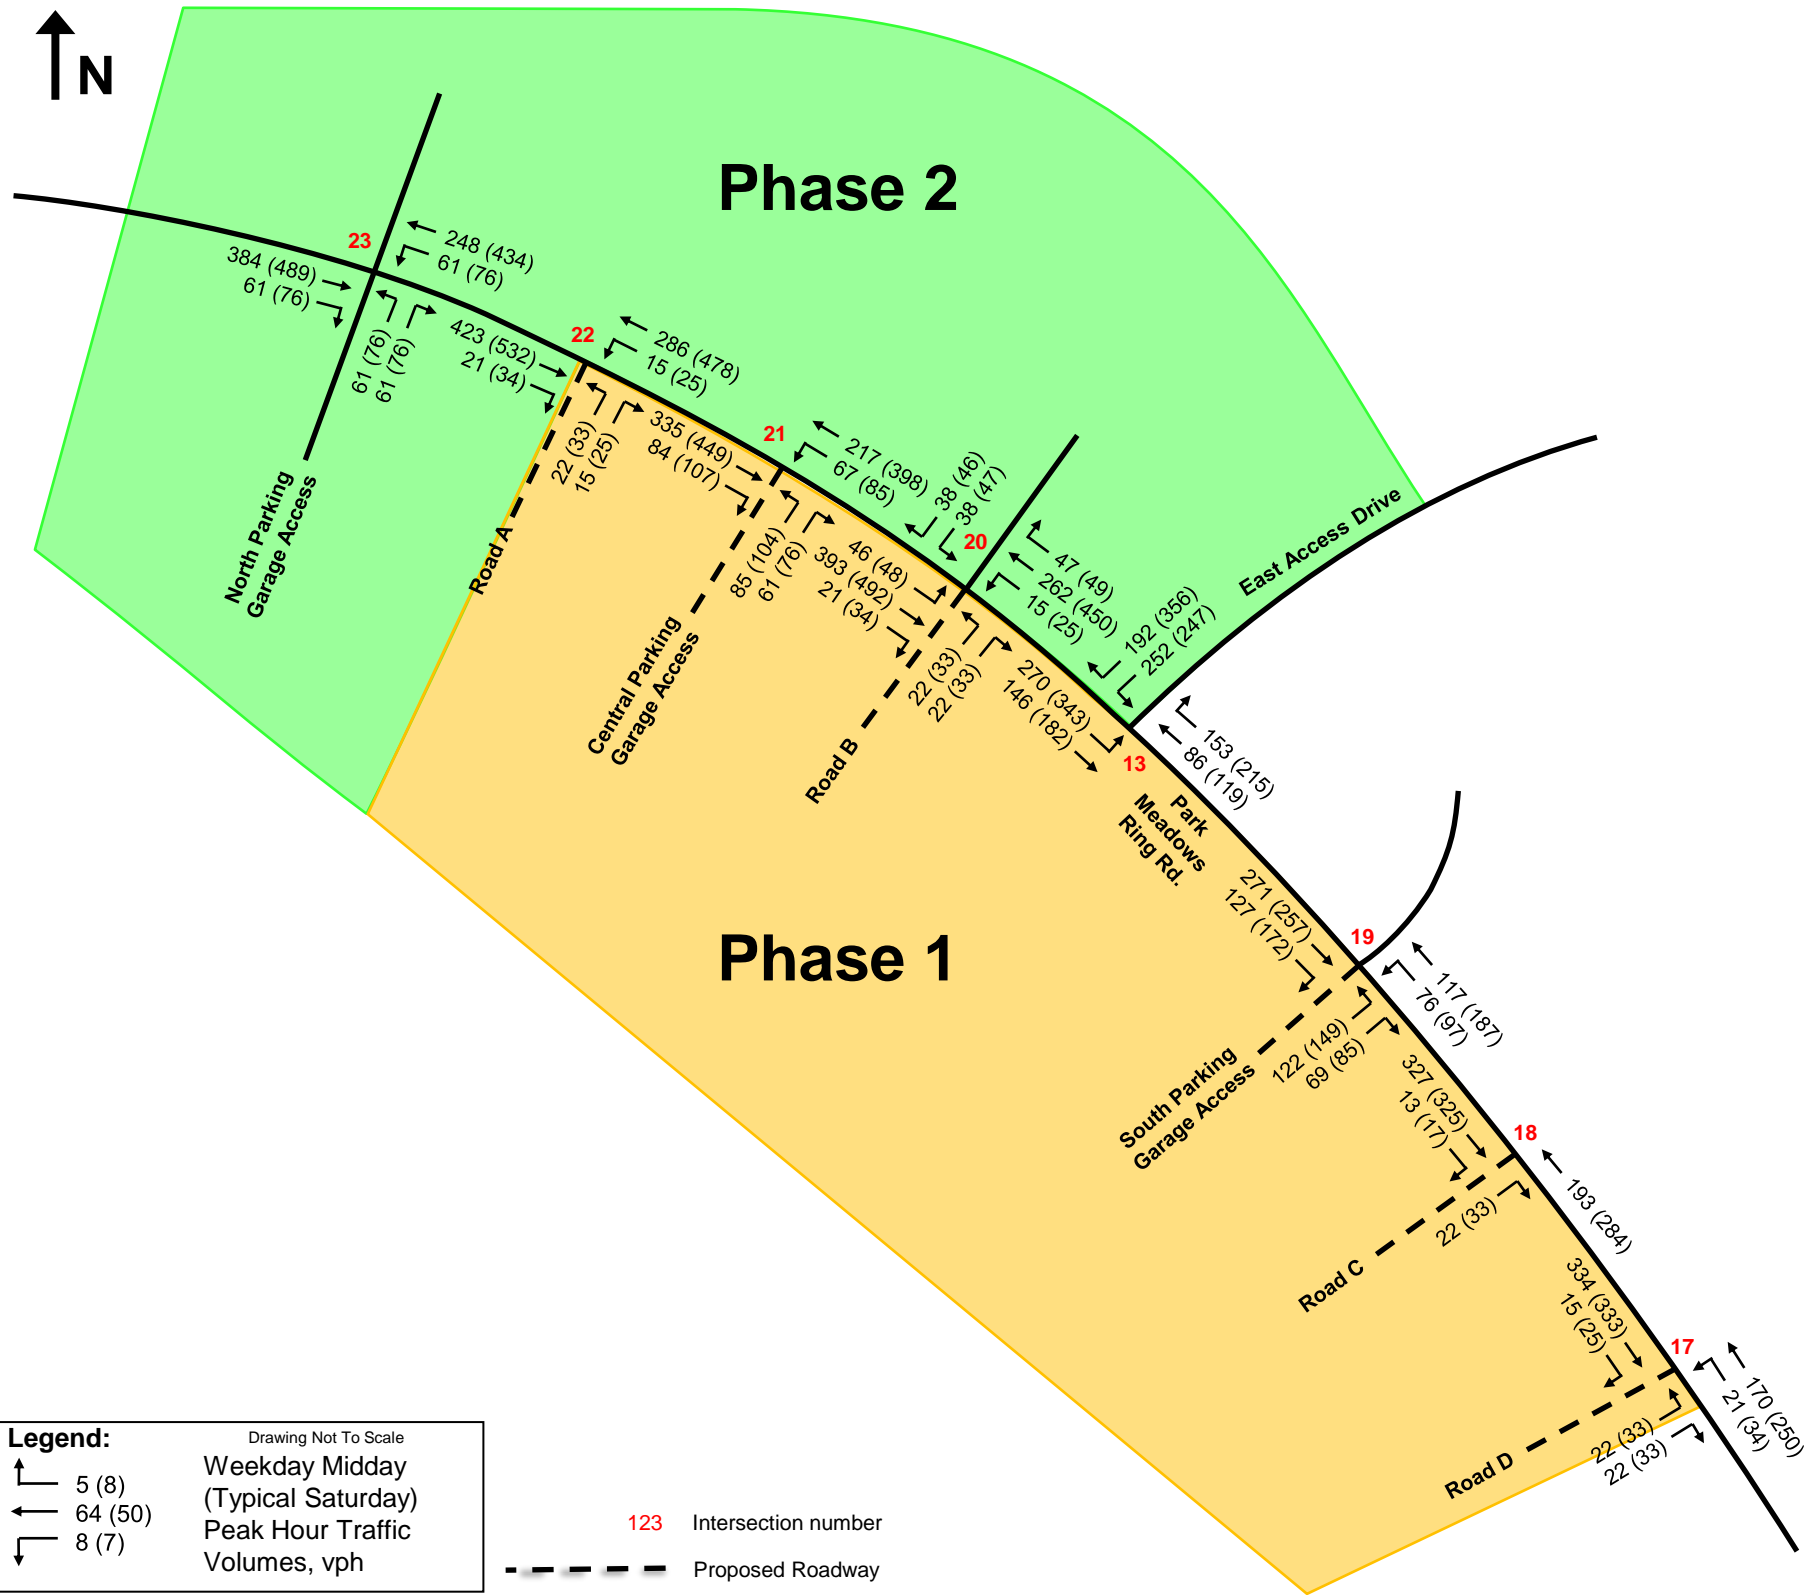 N
Phase 2
23
248 (434)
61 (76)
384 (489)
61 (76)
61 (76)
61 (76)
North Parking
Garage Access
22
286 (478)
15 (25)
423 (532)
21 (34)
22 (33)
15 (25)
Road A
21
217 (398)
67 (85)
335 (449)
84 (107)
85 (104)
61 (76)
Central Parking
Garage Access
20
38 (46)
38 (47)
47 (49)
262 (450)
15 (25)
46 (48)
393 (492)
21 (34)
22 (33)
22 (33)
Road B
East Access Drive
192 (356)
252 (247)
153 (215)
86 (119)
270 (343)
146 (182)
13
Park
Meadows
Ring Rd.
Phase 1
19
271 (257)
127 (172)
117 (187)
76 (97)
122 (149)
69 (85)
South Parking
Garage Access
18
327 (325)
13 (17)
193 (284)
22 (33)
Road C
17
334 (333)
15 (25)
170 (250)
21 (34)
22 (33)
22 (33)
Road D
Legend:
Drawing Not To Scale
5 (8)
64 (50)
8 (7)
Weekday Midday
(Typical Saturday)
Peak Hour Traffic
Volumes, vph
123 Intersection number
Proposed Roadway